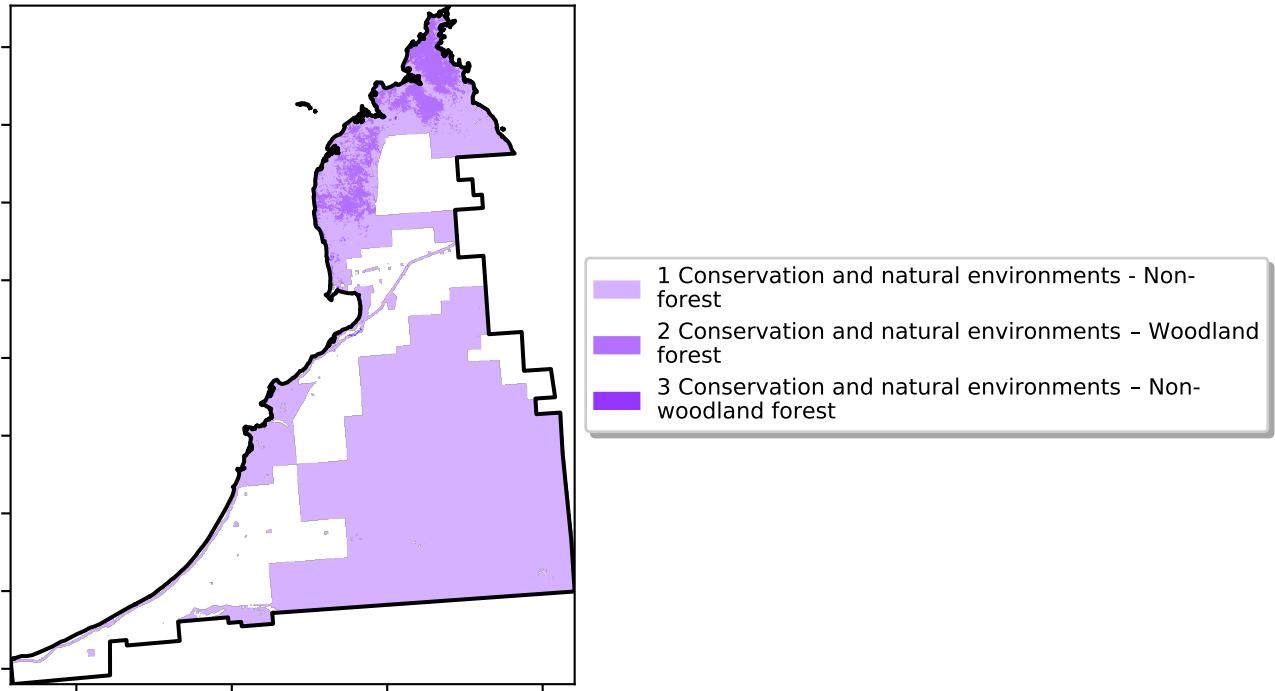 1 Conservation and natural environments - Non-
forest
2 Conservation and natural environments – Woodland
forest
3 Conservation and natural environments – Non-
woodland forest